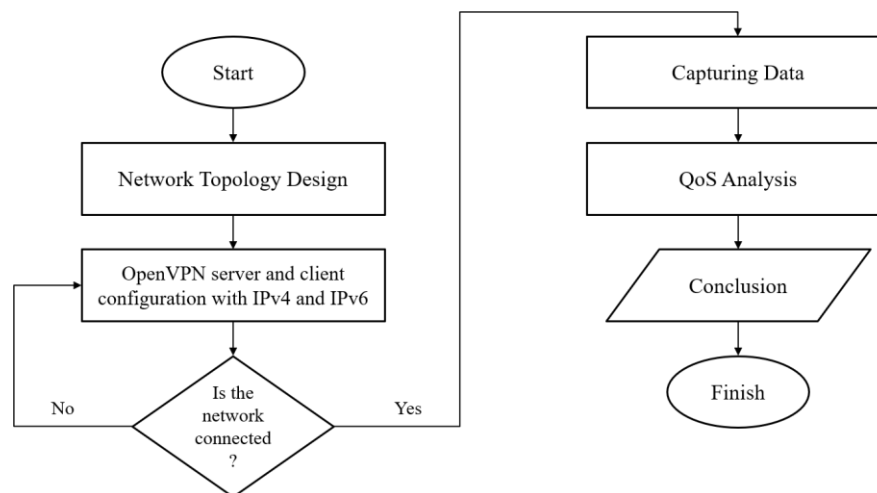 Start
Network Topology Design
OpenVPN server and client
configuration with IPv4 and IPv6
Is the
network
connected
?
No
Yes
Capturing Data
QoS Analysis
Conclusion
Finish